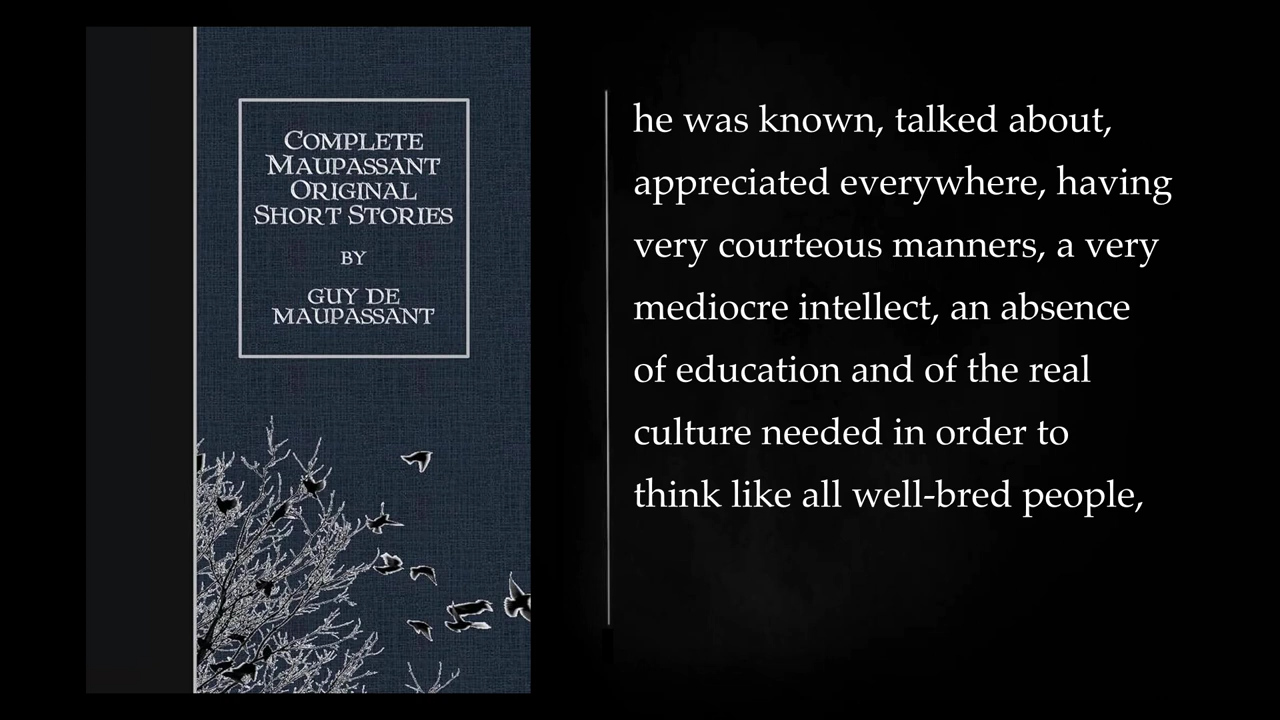 COMPLETE
MAUPASSANT
ORIGINAL
SHORT STORIES
BY
GUY DE
MAUPASSANT
he was known, talked about,
appreciated everywhere, having
very courteous manners, a very
mediocre intellect, an absence
of education and of the real
culture needed in order to
think like all well-bred people,